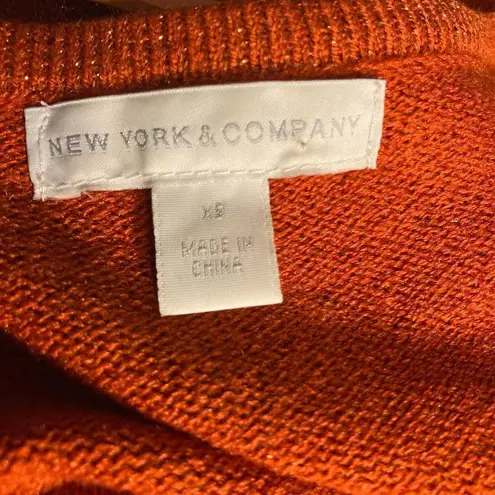 NEW YORK & COMPANY
XS
MADE IN
CHINA